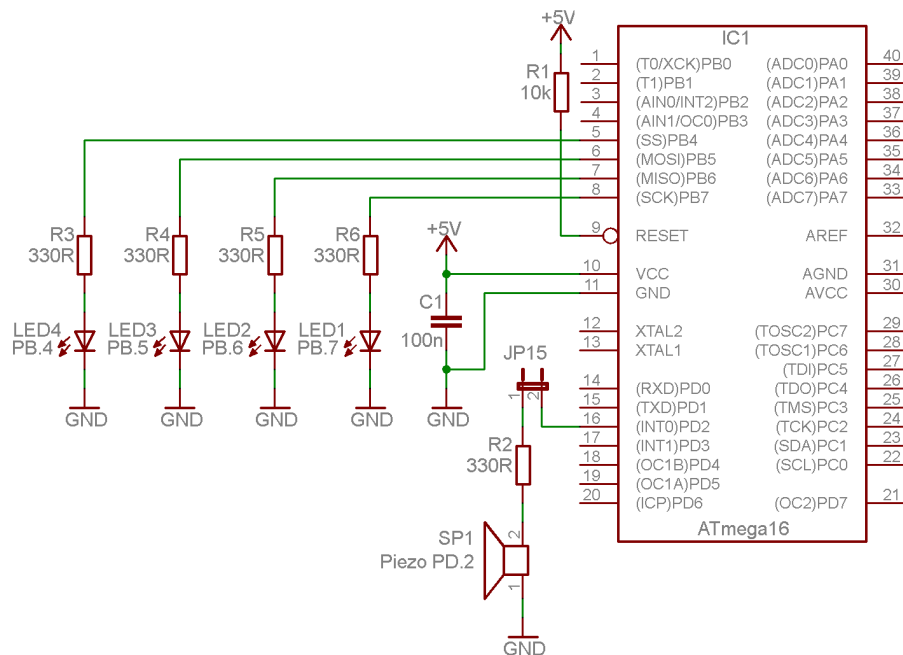 +5V
IC1
R1
10k
1 (T0/XCK)PB0 (ADC0)PA0 40
2 (T1)PB1 (ADC1)PA1 39
3 (AIN0/INT2)PB2 (ADC2)PA2 38
4 (AIN1/OC0)PB3 (ADC3)PA3 37
5 (SS)PB4 (ADC4)PA4 36
6 (MOSI)PB5 (ADC5)PA5 35
7 (MISO)PB6 (ADC6)PA6 34
8 (SCK)PB7 (ADC7)PA7 33
9 RESET AREF 32
10 VCC AGND 31
11 GND AVCC 30
12 XTAL2 (TOSC2)PC7 29
13 XTAL1 (TOSC1)PC6 28
(TDI)PC5 27
14 (RXD)PD0 (TDO)PC4 26
15 (TXD)PD1 (TMS)PC3 25
16 (INT0)PD2 (TCK)PC2 24
17 (INT1)PD3 (SDA)PC1 23
18 (OC1B)PD4 (SCL)PC0 22
19 (OC1A)PD5
20 (ICP)PD6 (OC2)PD7 21
ATmega16
R3
330R
R4
330R
R5
330R
R6
330R
+5V
C1
100n
LED4
PB.4
LED3
PB.5
LED2
PB.6
LED1
PB.7
GND
GND
GND
GND
GND
JP15
1 2
R2
330R
SP1
Piezo PD.2
2
1
GND